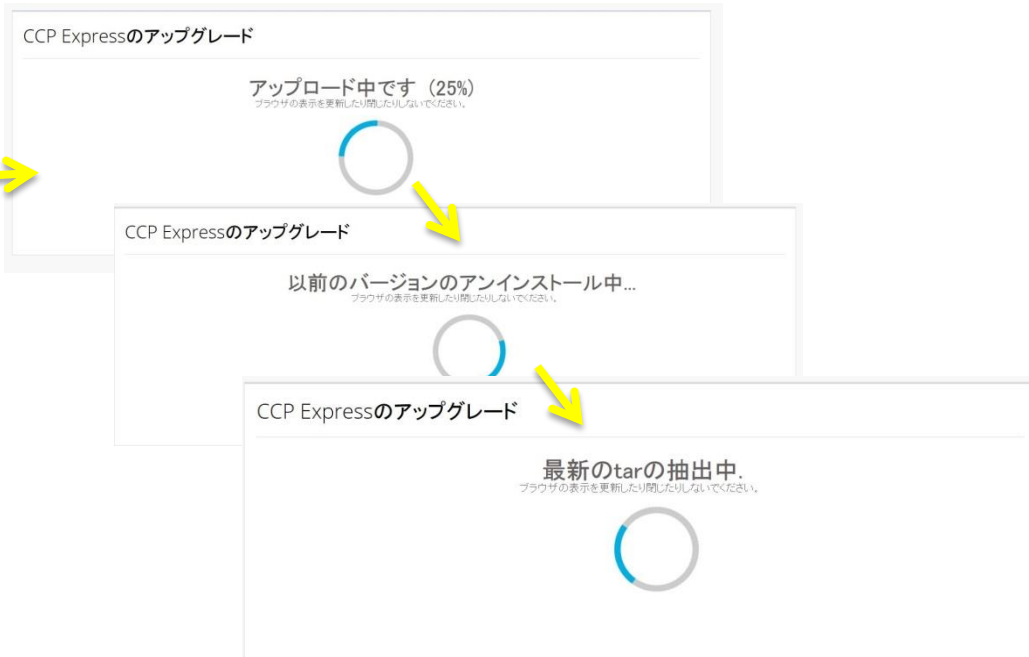 CCP Expressのアップグレード
アップロード中です (25%)
ブラウザの表示を更新したり閉じたりしないでください。
CCP Expressのアップグレード
以前のバージョンのアンインストール中...
ブラウザの表示を更新したり閉じたりしないでください。
CCP Expressのアップグレード
最新のtarの抽出中.
ブラウザの表示を更新したり閉じたりしないでください。